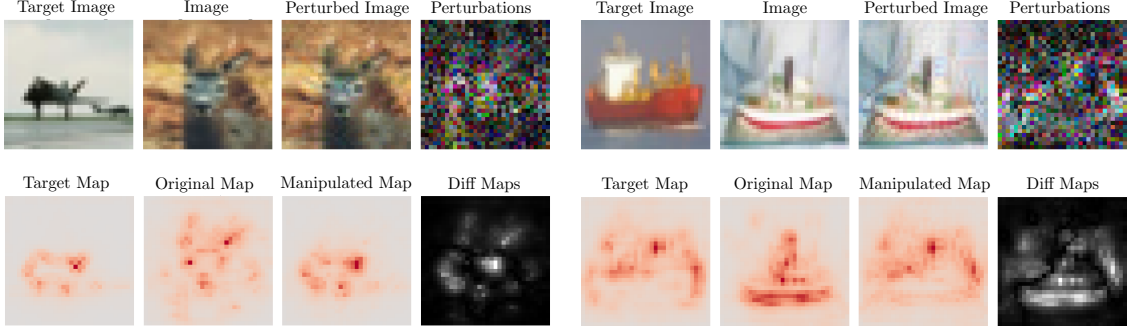 Target Image Image Perturbed Image Perturbations Target Image Image Perturbed Image Perturbations
Target Map Original Map Manipulated Map Diff Maps Target Map Original Map Manipulated Map Diff Maps